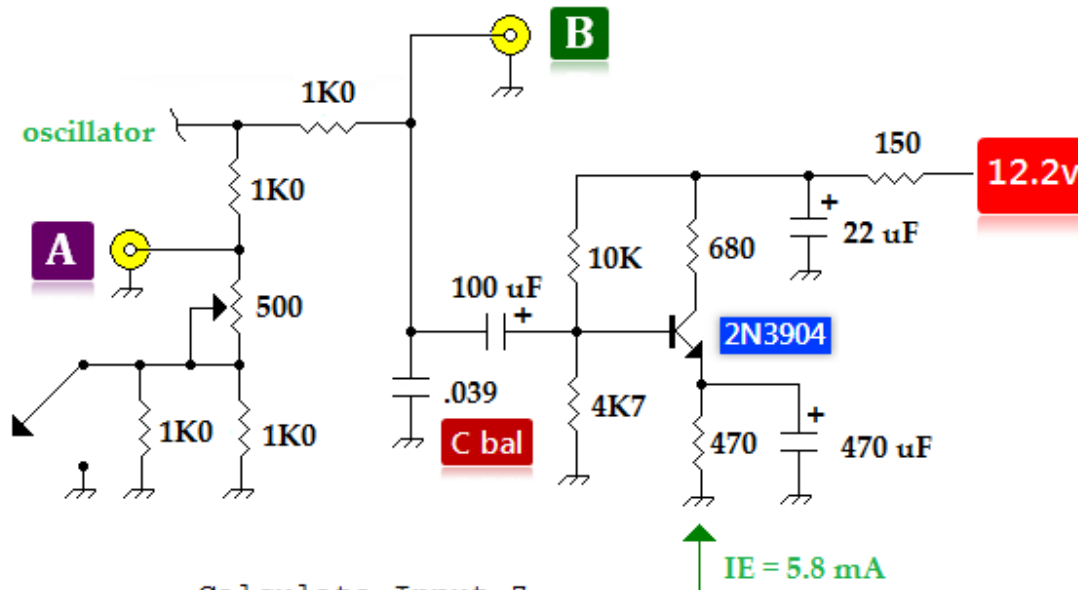 B
1K0
oscillator
150
12.2v
1K0
A
22 uF
10K
680
100 uF
500
2N3904
.039
4K7
1K0
1K0
C bal
470
470 uF
IE = 5.8 mA